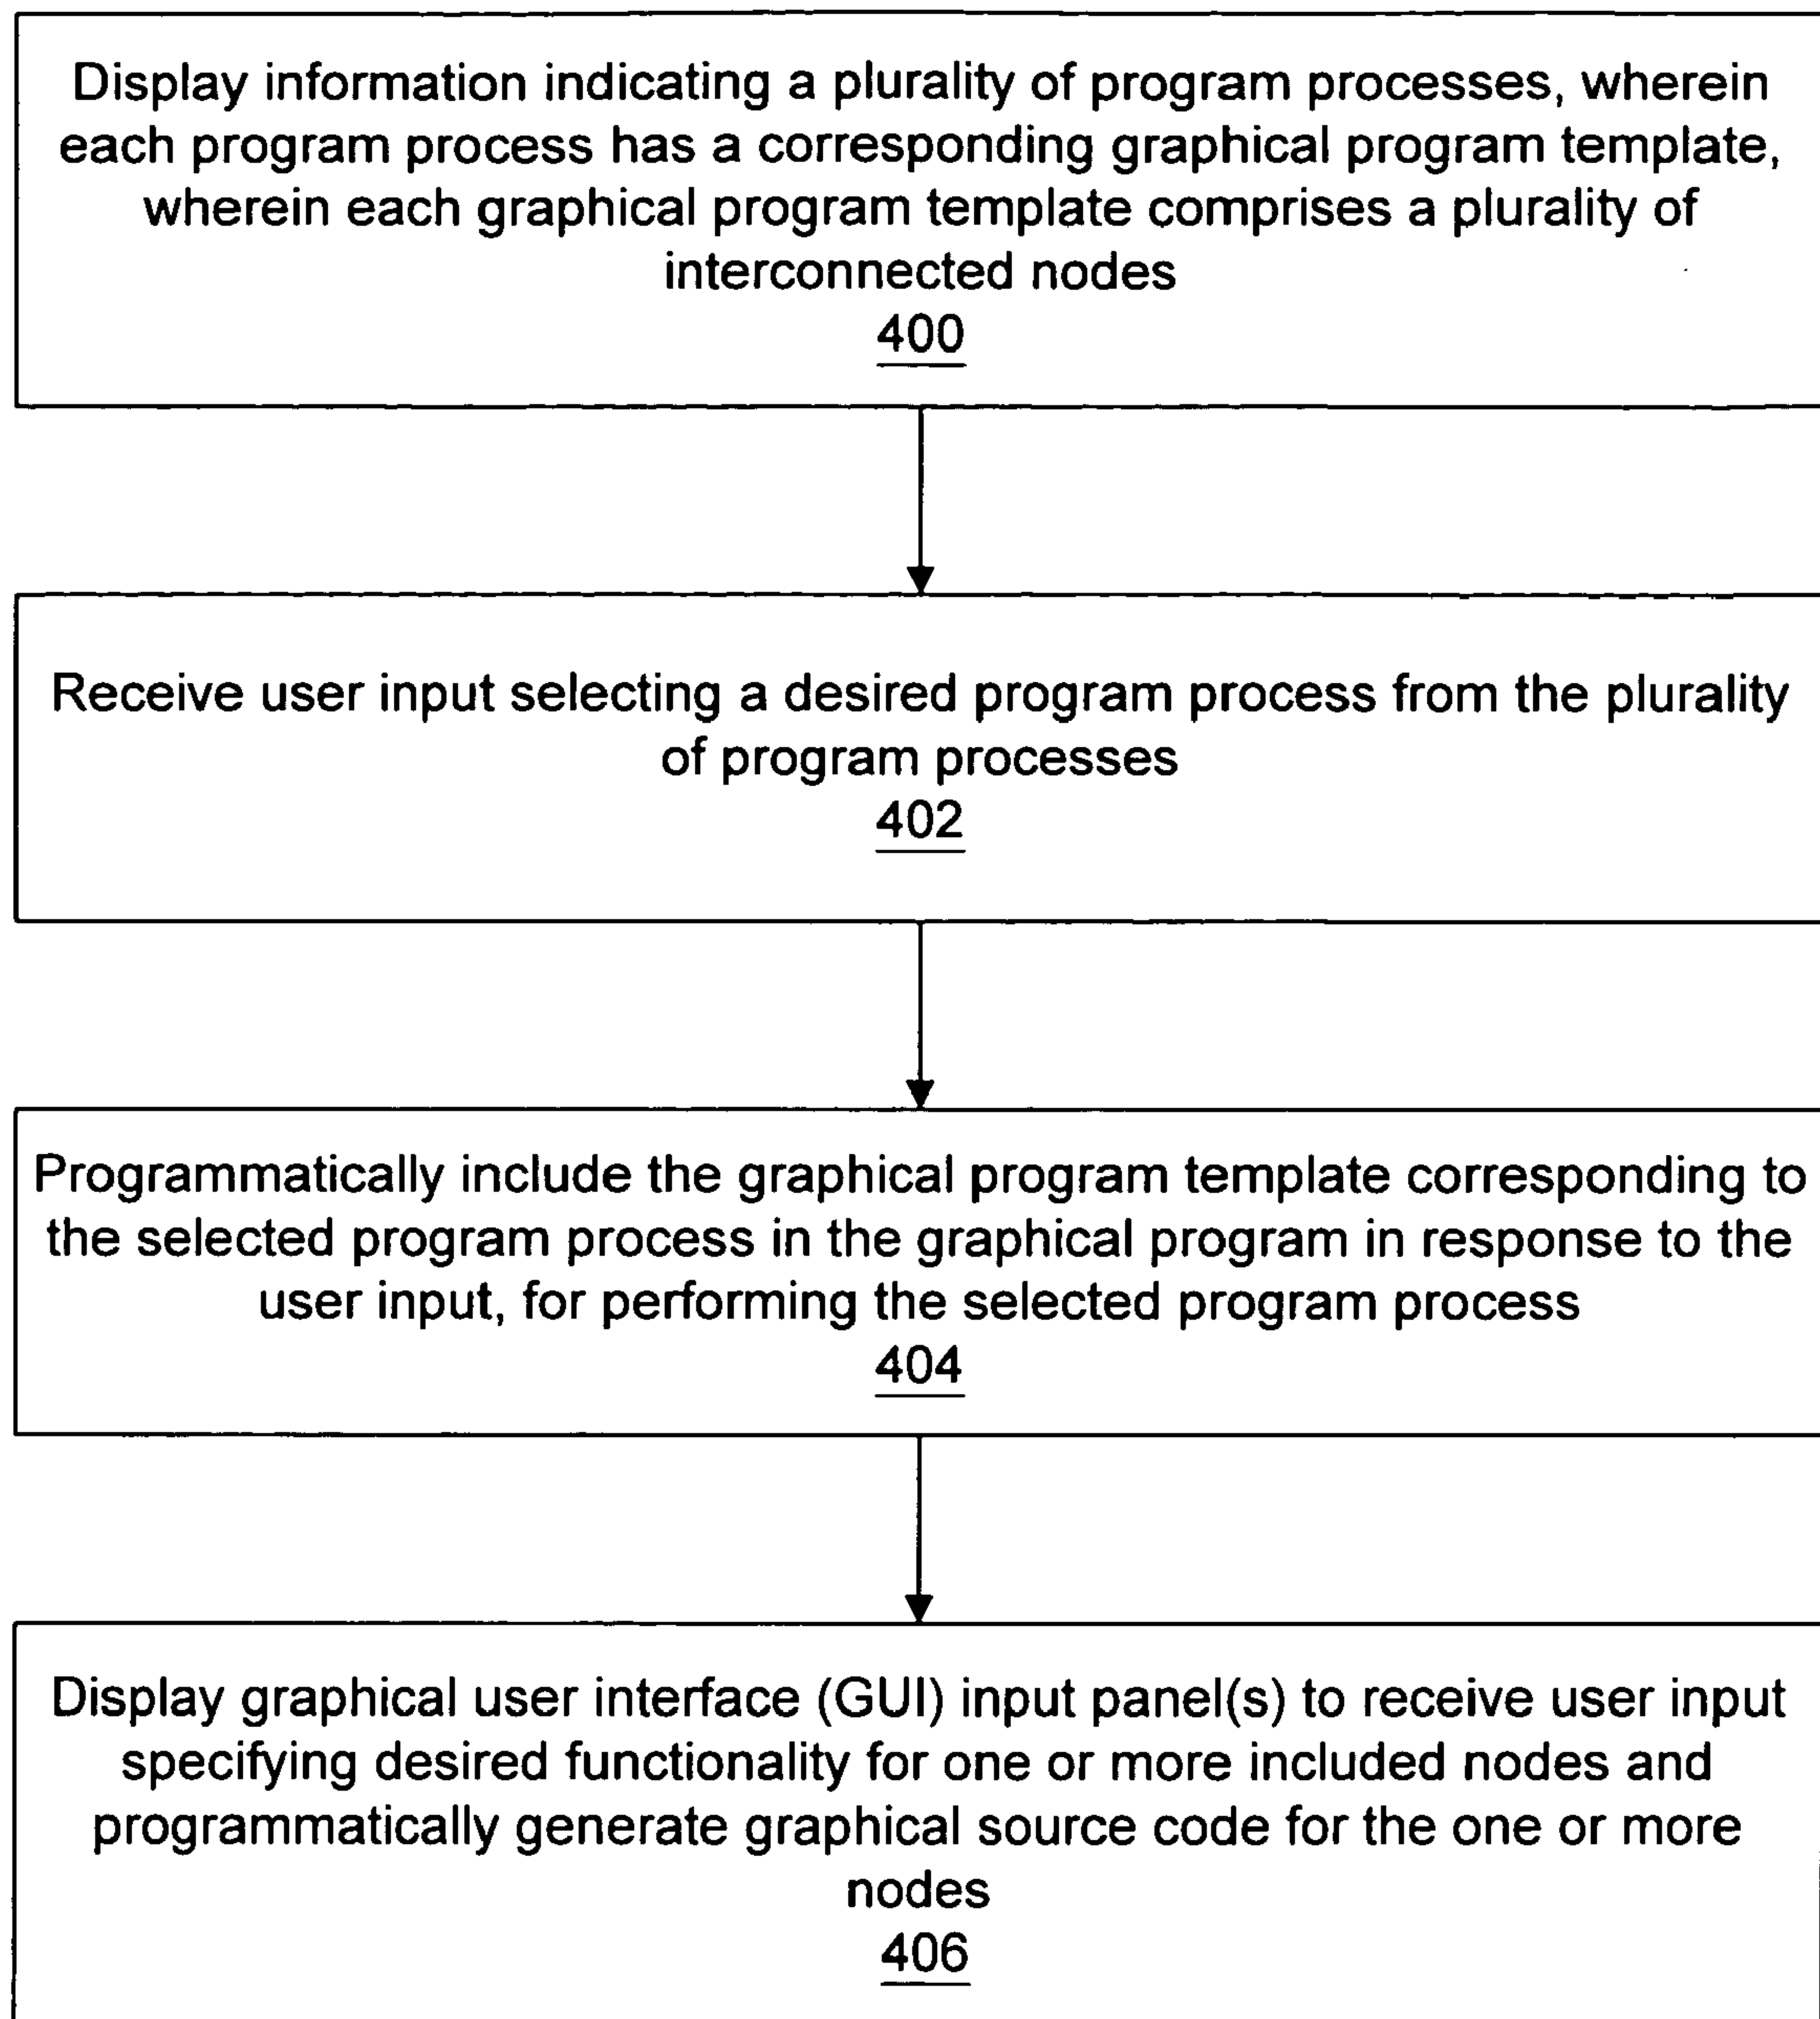 Display information indicating a plurality of program processes, wherein
each program process has a corresponding graphical program template,
wherein each graphical program template comprises a plurality of
interconnected nodes
400
Receive user input selecting a desired program process from the plurality
of program processes
402
Programmatically include the graphical program template corresponding to
the selected program process in the graphical program in response to the
user input, for performing the selected program process
404
Display graphical user interface (GUI) input panel(s) to receive user input
specifying desired functionality for one or more included nodes and
programmatically generate graphical source code for the one or more
nodes
406